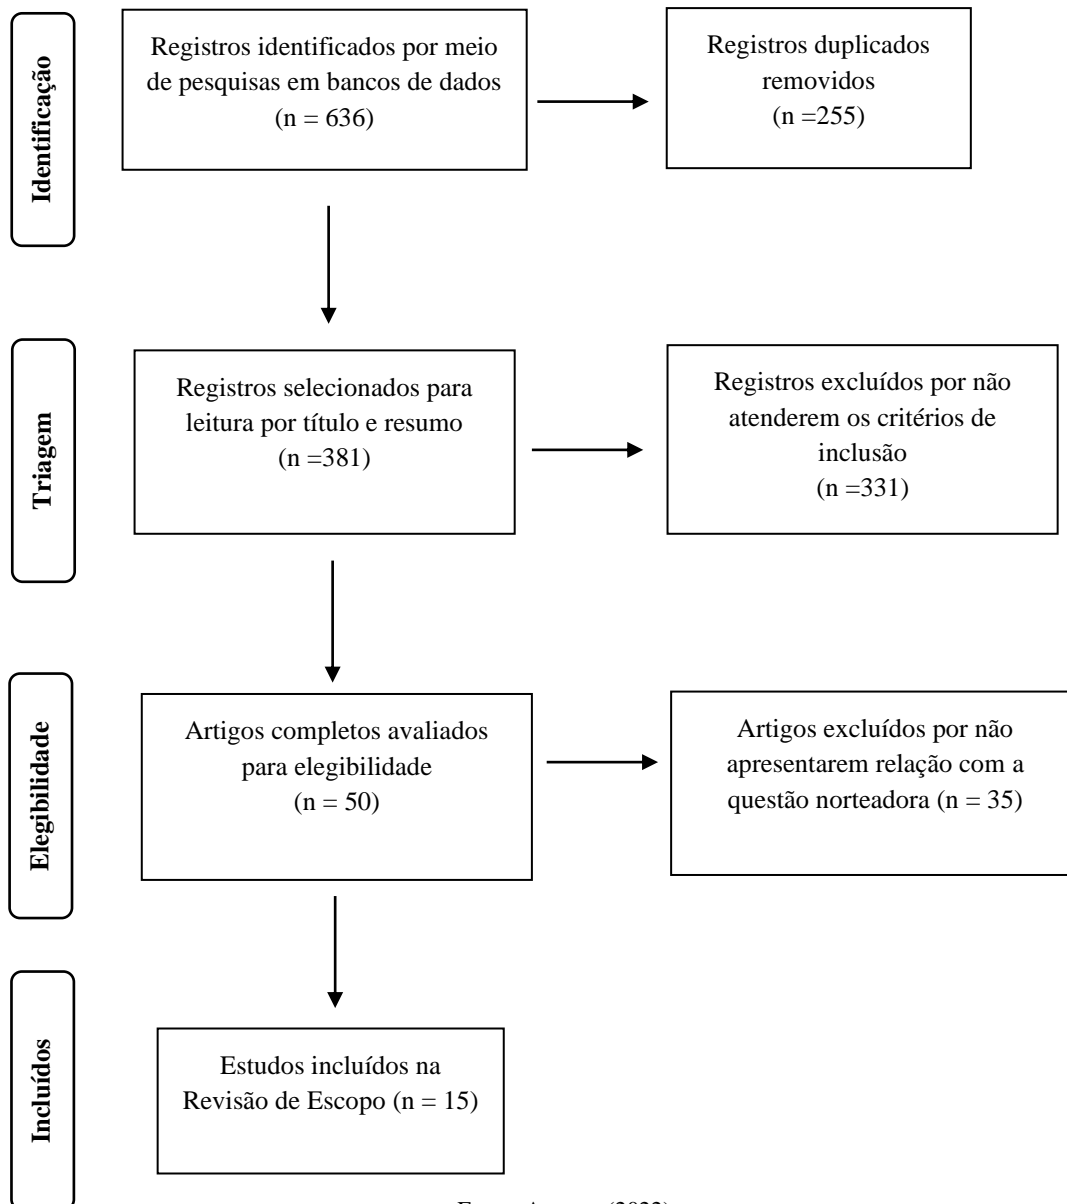 Identificação
Registros identificados por meio
de pesquisas em bancos de dados
(n = 636)
Registros duplicados
removidos
(n =255)
Triagem
Registros selecionados para
leitura por título e resumo
(n =381)
Registros excluídos por não
atenderem os critérios de
inclusão
(n =331)
Elegibilidade
Artigos completos avaliados
para elegibilidade
(n = 50)
Artigos excluídos por não
apresentarem relação com a
questão norteadora (n = 35)
Incluídos
Estudos incluídos na
Revisão de Escopo (n = 15)